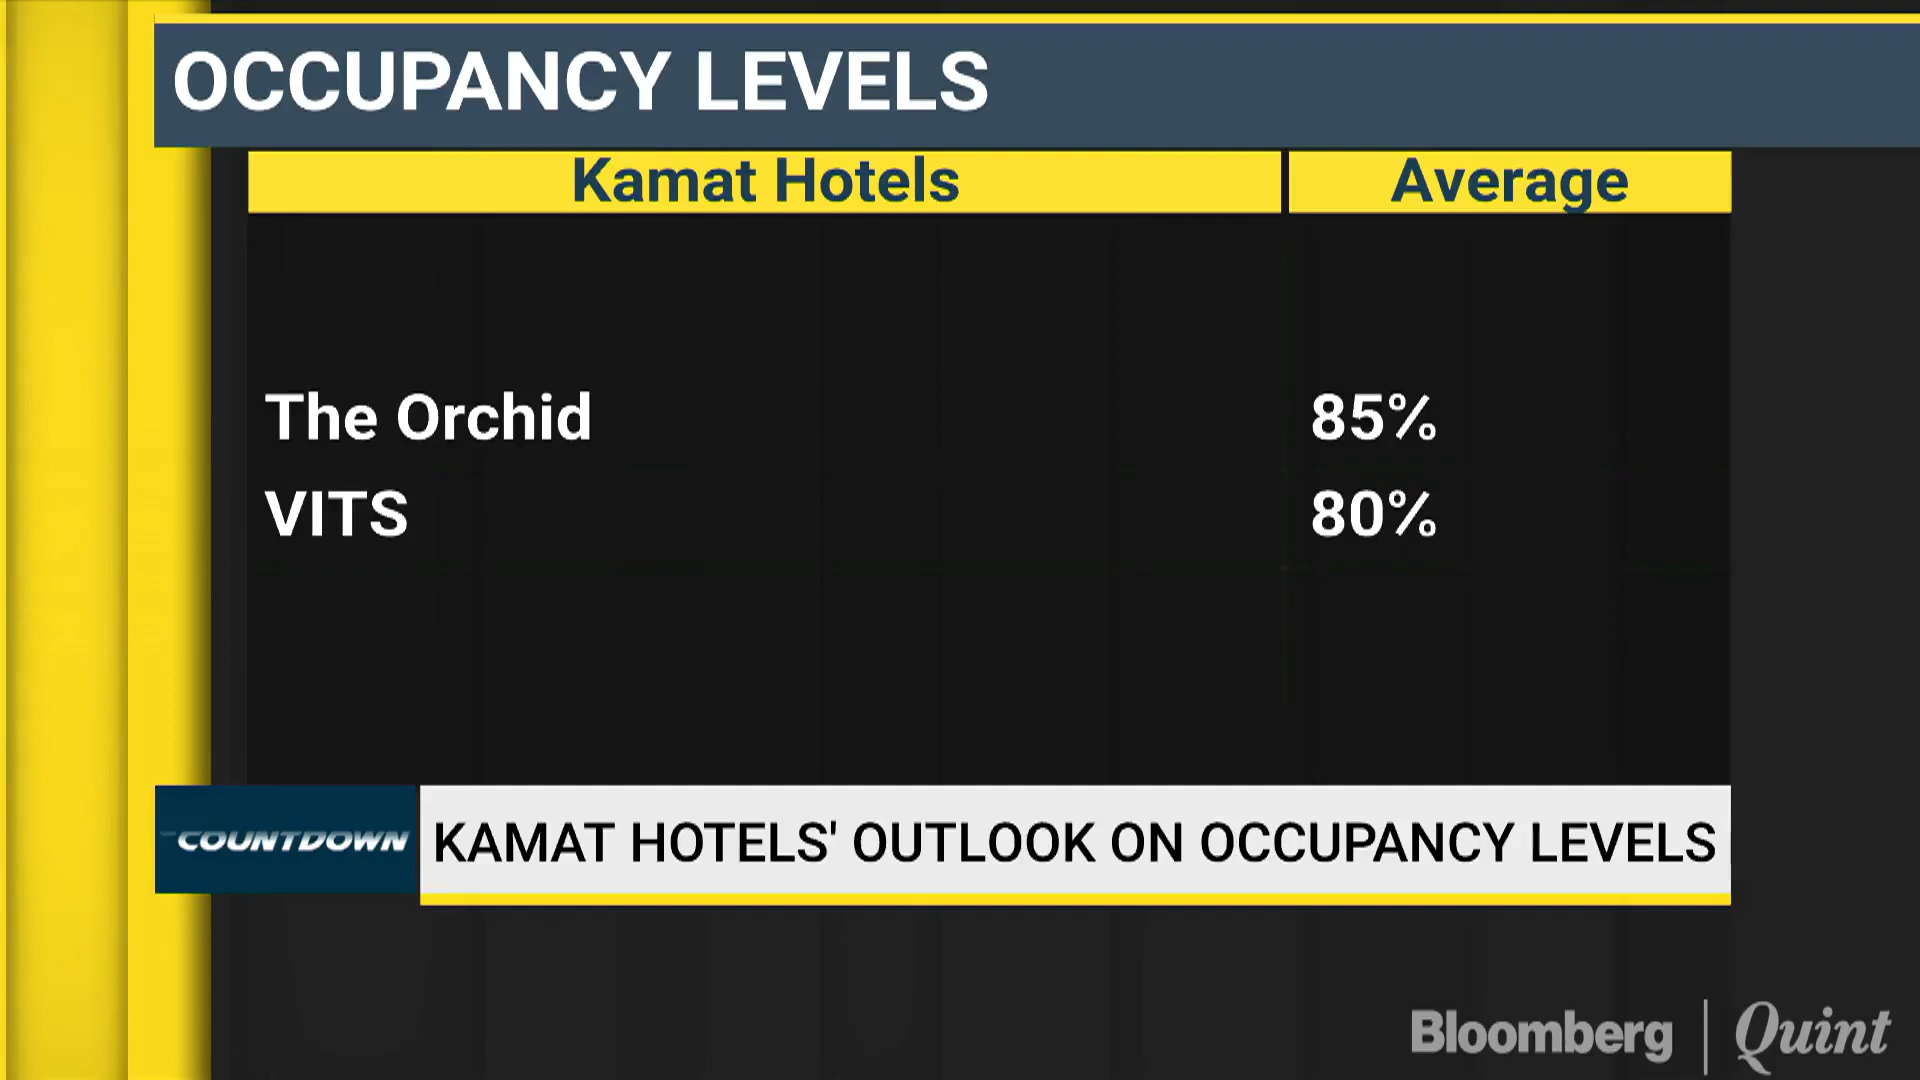 OCCUPANCY LEVELS
Kamat Hotels Average
The Orchid 85%
VITS 80%
COUNTDOWN KAMAT HOTELS' OUTLOOK ON OCCUPANCY LEVELS
Bloomberg | Quint